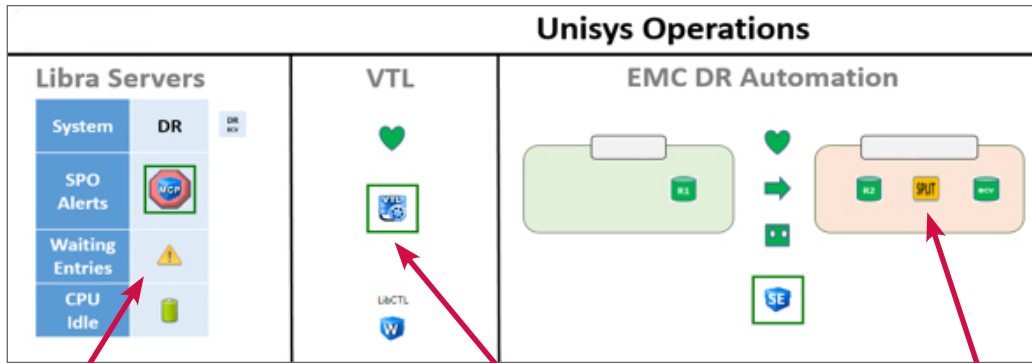 Unisys Operations
Libra Servers
VTL
EMC DR Automation
System
DR
DR
BCV
SPO
Alerts
MCP
Waiting
Entries
CPU
Idle
VTL
LibCTL
W
R1
SE
R2
SPLIT
BCV